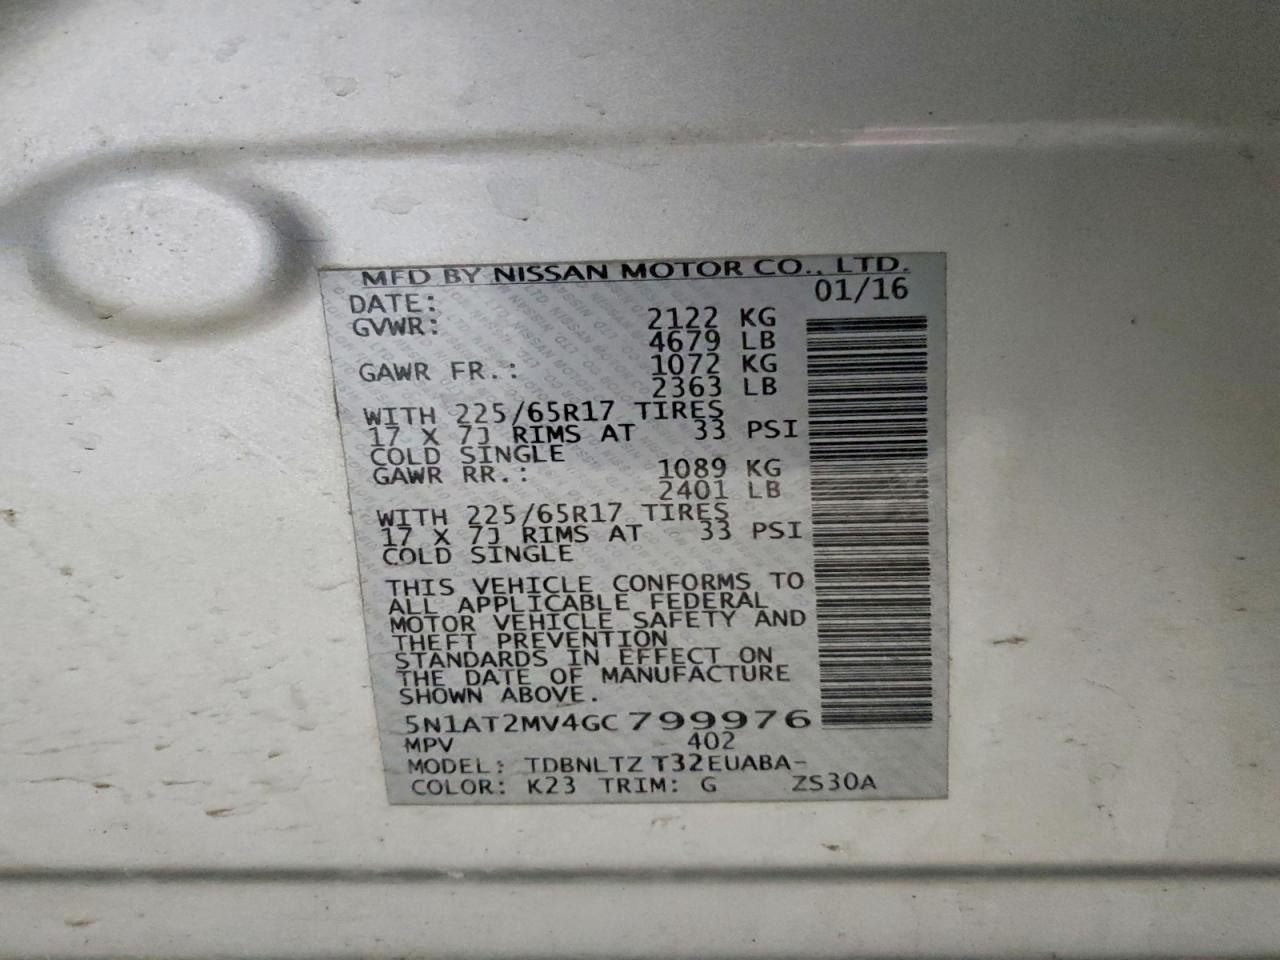 MFD BY NISSAN MOTOR CO., LTD.
DATE: 01/16
GVWR: 2122 KG
4679 LB
GAWR FR.: 1072 KG
2363 LB
WITH 225/65R17 TIRES
17 X 7J RIMS AT 33 PSI
COLD SINGLE
GAWR RR.: 1089 KG
2401 LB
WITH 225/65R17 TIRES
17 X 7J RIMS AT 33 PSI
COLD SINGLE
THIS VEHICLE CONFORMS TO
ALL APPLICABLE FEDERAL
MOTOR VEHICLE SAFETY AND
THEFT PREVENTION
STANDARDS IN EFFECT ON
THE DATE OF MANUFACTURE
SHOWN ABOVE.
5N1AT2MV4GC799976
MPV 402
MODEL: TDBNLTZ T32EUABA-
COLOR: K23 TRIM: G ZS30A